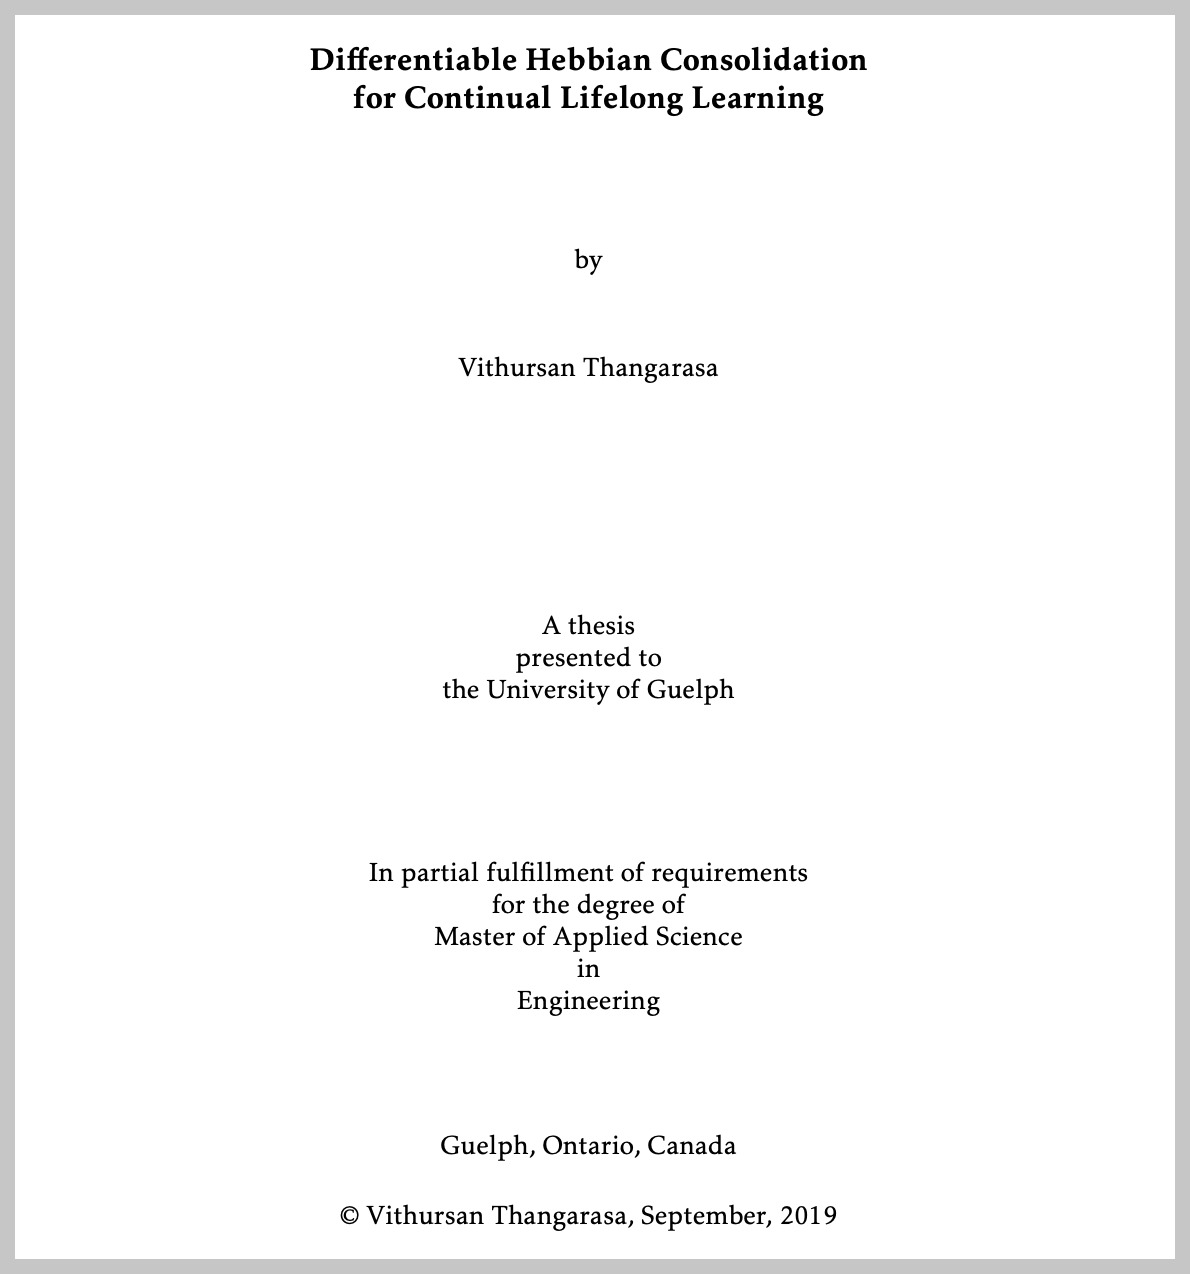 Differentiable Hebbian Consolidation
for Continual Lifelong Learning
by
Vithursan Thangarasa
A thesis
presented to
the University of Guelph
In partial fulfillment of requirements
for the degree of
Master of Applied Science
in
Engineering
Guelph, Ontario, Canada
© Vithursan Thangarasa, September, 2019